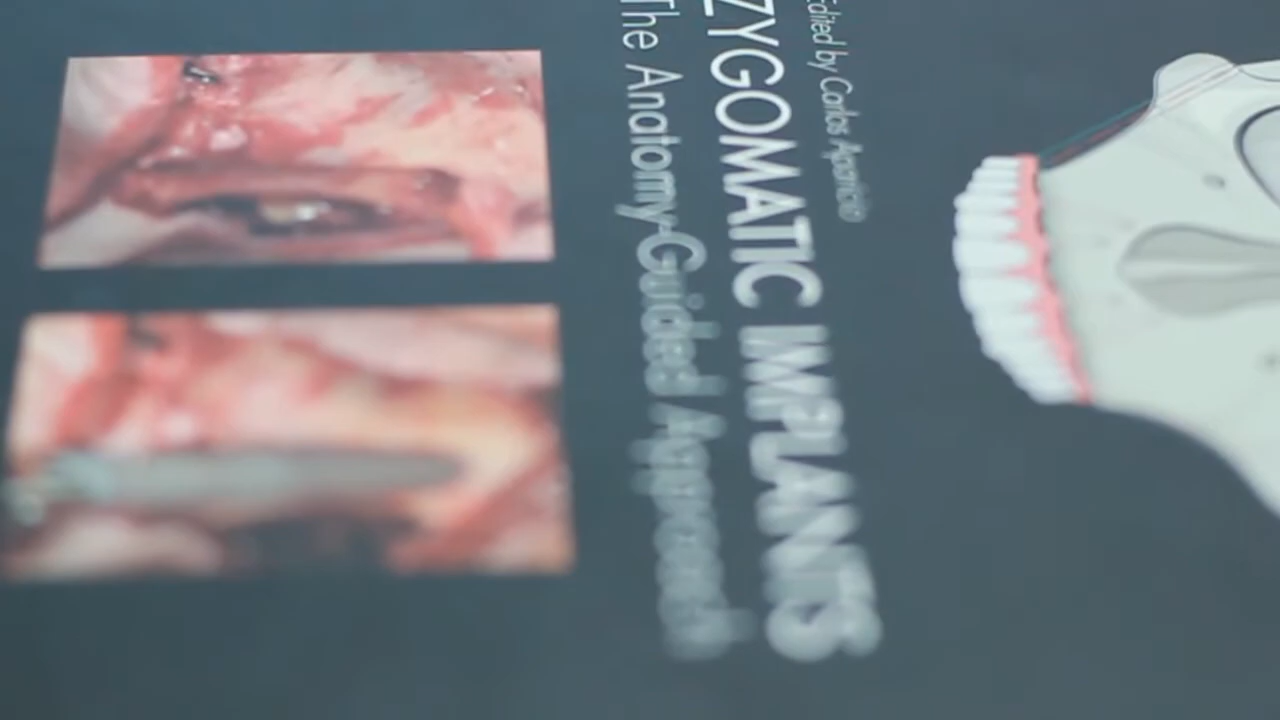 Edited by Carlos Aparicio
ZYGOMATIC IMPLANTS
The Anatomy-Guided Approach